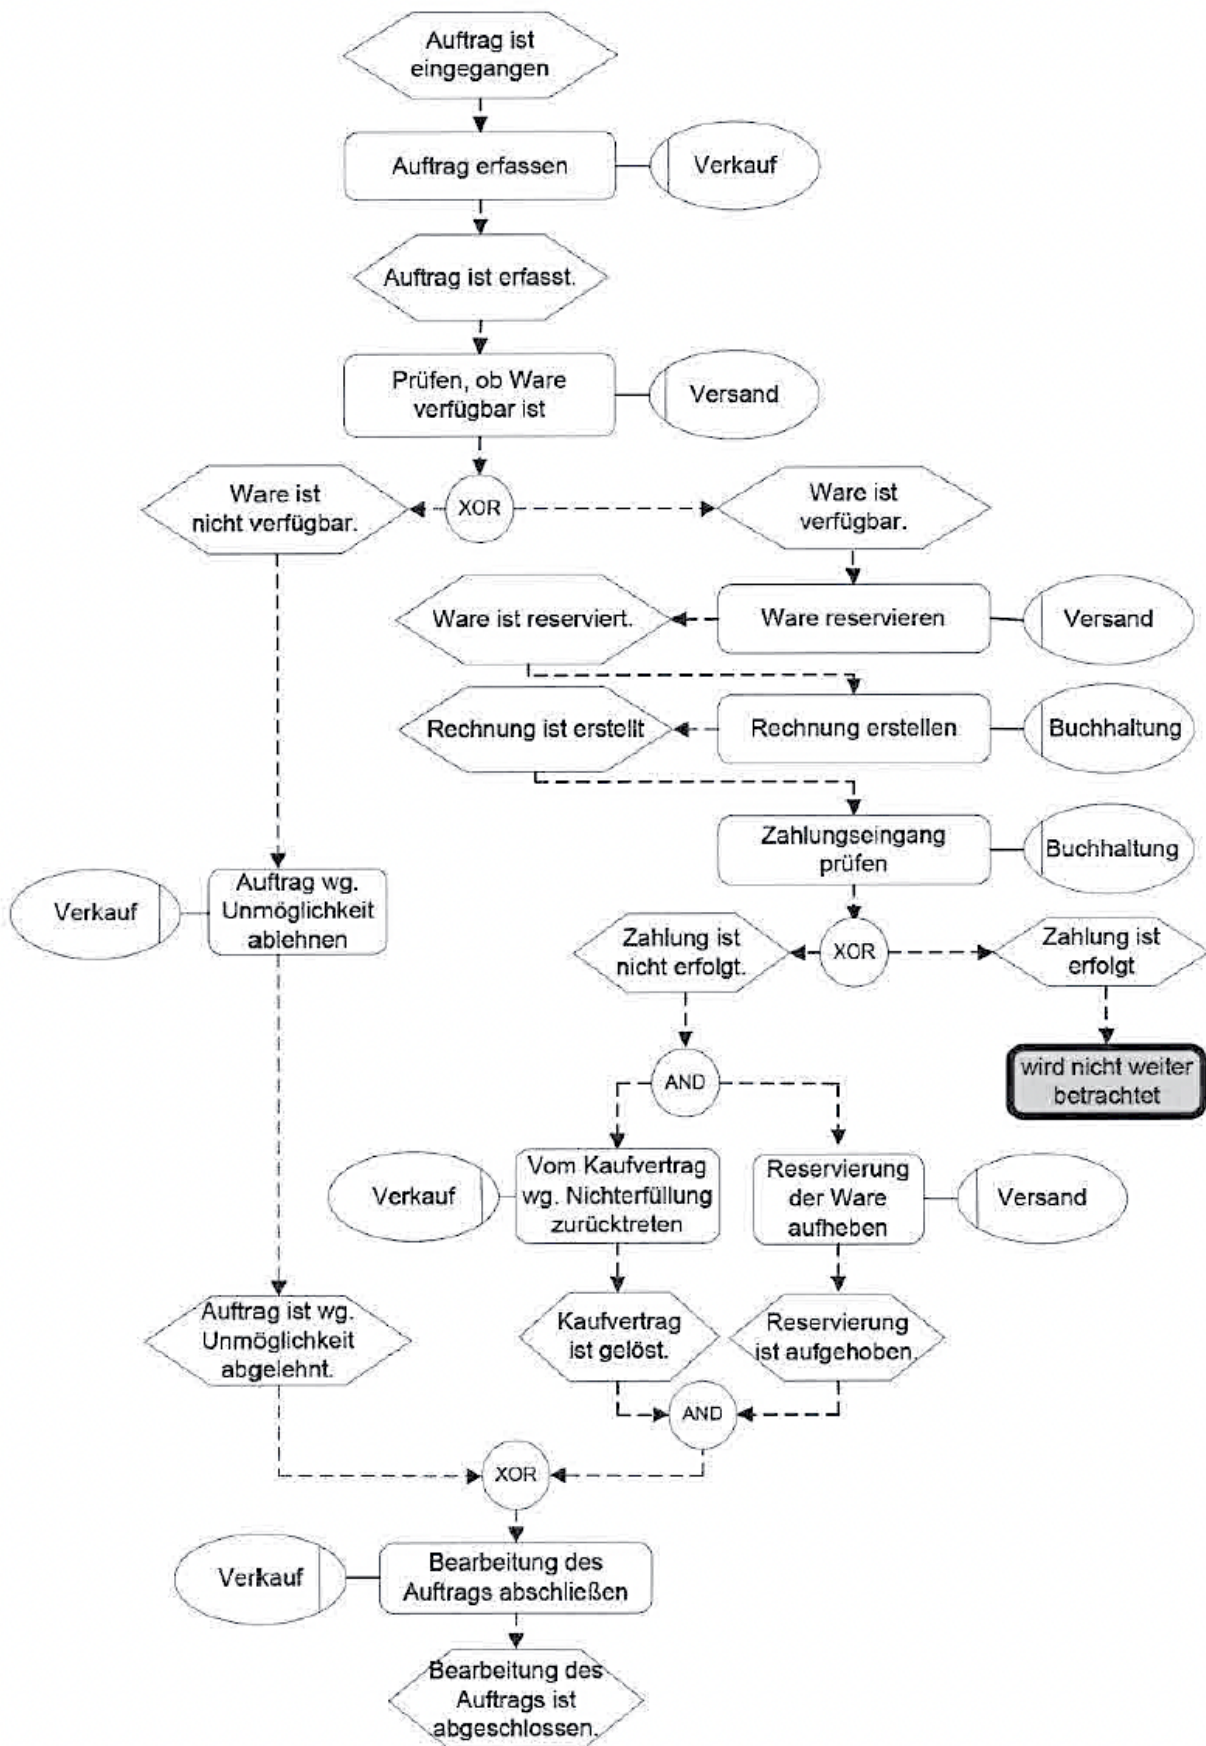 Auftrag ist
eingegangen
Auftrag erfassen
Verkauf
Auftrag ist erfasst.
Prüfen, ob Ware
verfügbar ist
Versand
Ware ist
nicht verfügbar.
XOR
Ware ist
verfügbar.
Ware ist reserviert.
Ware reservieren
Versand
Rechnung ist erstellt
Rechnung erstellen
Buchhaltung
Zahlungseingang
prüfen
Buchhaltung
Verkauf
Auftrag wg.
Unmöglichkeit
ablehnen
Zahlung ist
nicht erfolgt.
XOR
Zahlung ist
erfolgt
wird nicht weiter
betrachtet
AND
Verkauf
Vom Kaufvertrag
wg. Nichterfüllung
zurücktreten
Reservierung
der Ware
aufheben
Versand
Auftrag ist wg.
Unmöglichkeit
abgelehnt.
Kaufvertrag
ist gelöst.
Reservierung
ist aufgehoben.
AND
XOR
Verkauf
Bearbeitung des
Auftrags abschließen
Bearbeitung des
Auftrags ist
abgeschlossen.